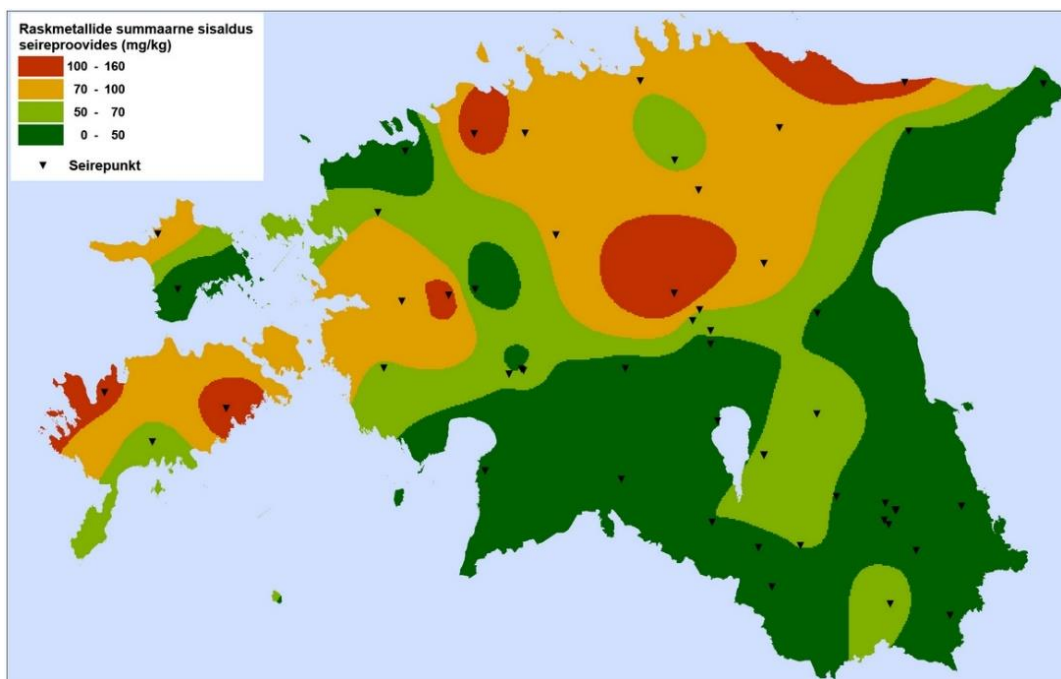 Raskmetallide summaarne sisaldus
seireproovides (mg/kg)
100 - 160
70 - 100
50 - 70
0 - 50
Seirepunkt